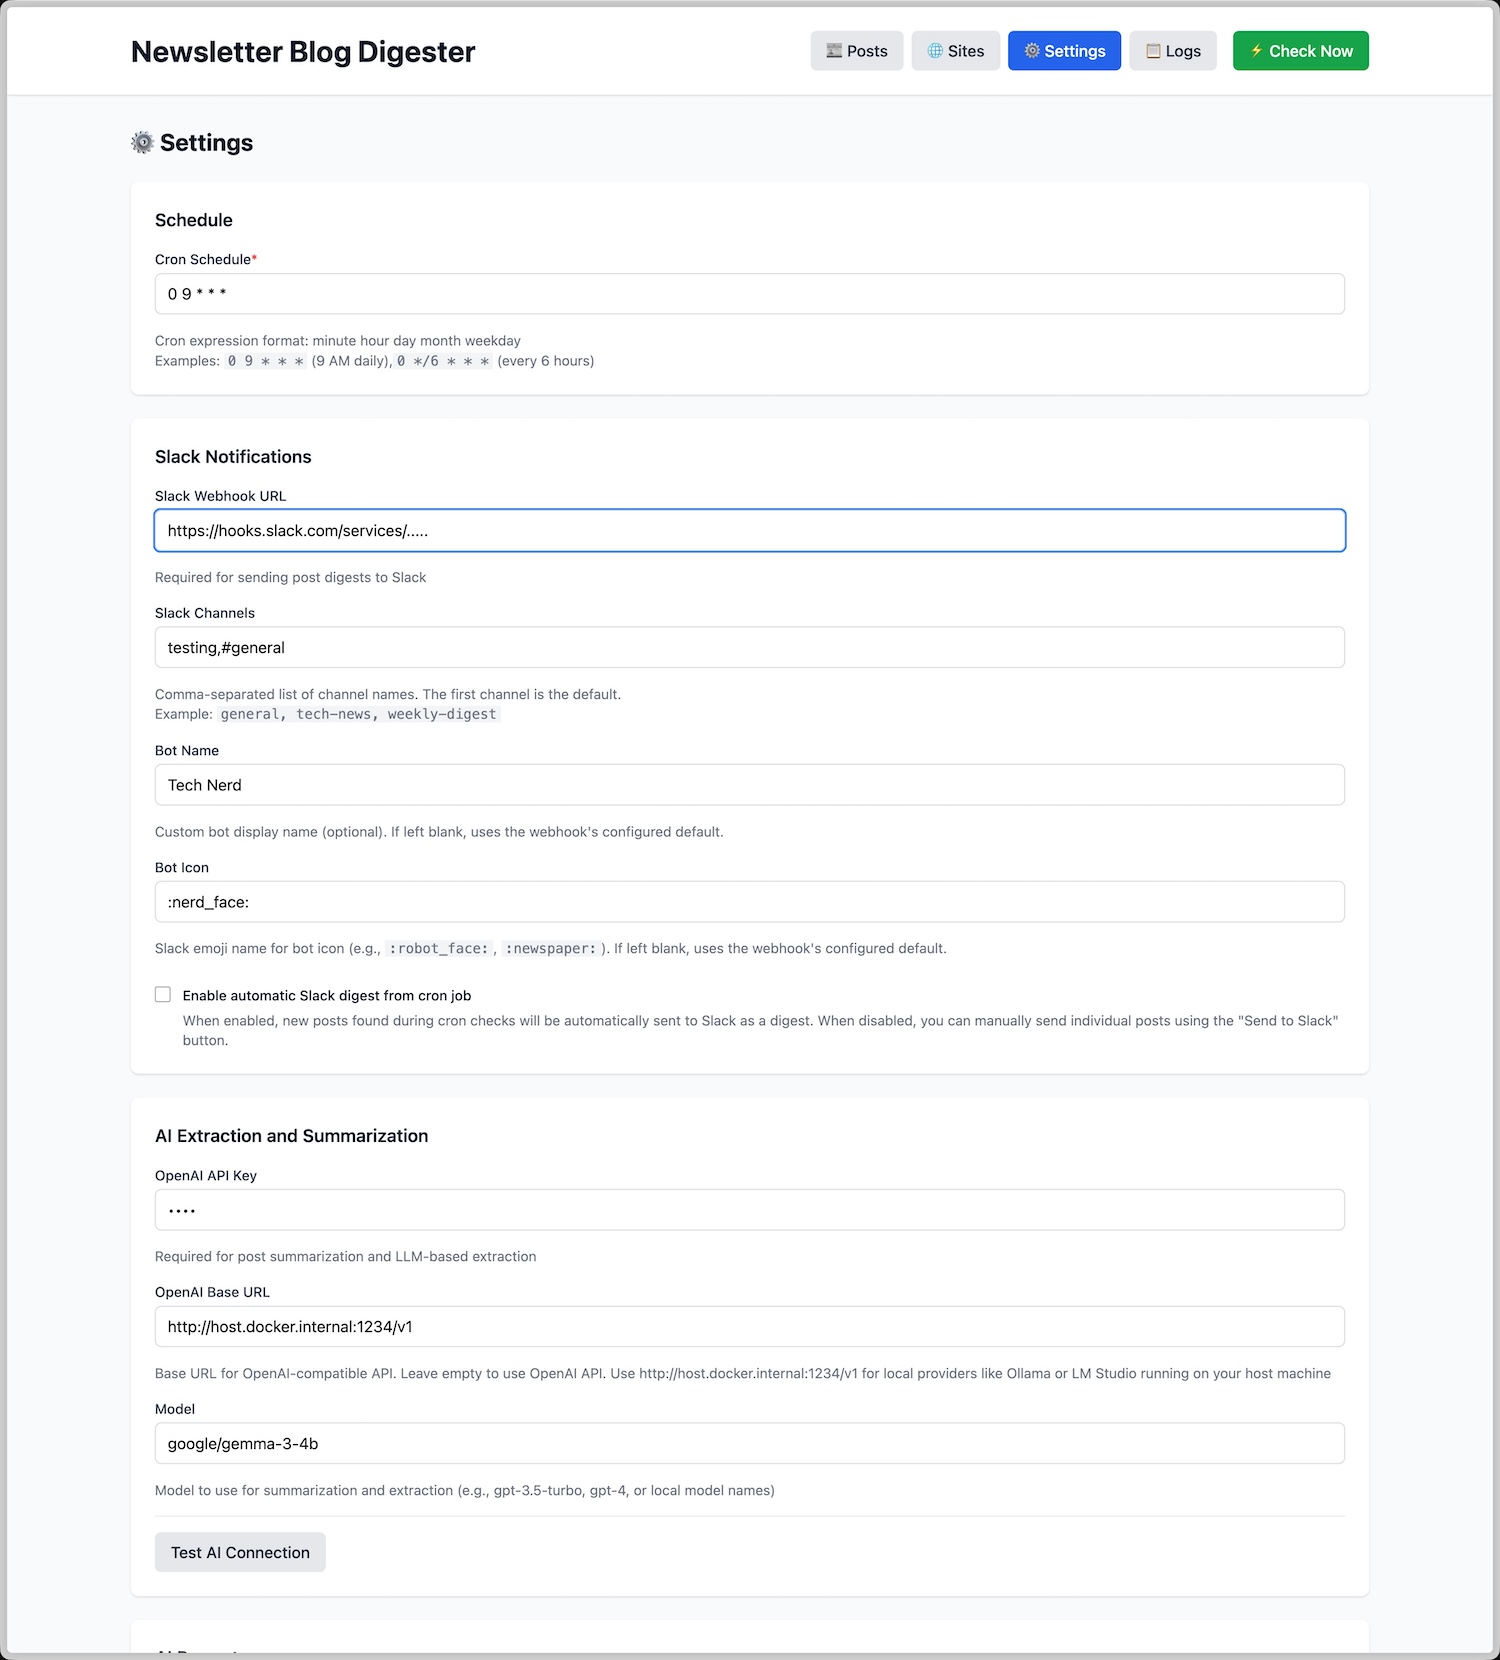 Newsletter Blog Digester
📰 Posts
🌐 Sites
⚙️ Settings
📋 Logs
⚡ Check Now
⚙️ Settings
Schedule
Cron Schedule*
0 9 * * *
Cron expression format: minute hour day month weekday
Examples: 0 9 * * * (9 AM daily), 0 */6 * * * (every 6 hours)
Slack Notifications
Slack Webhook URL
https://hooks.slack.com/services/.....
Required for sending post digests to Slack
Slack Channels
testing,#general
Comma-separated list of channel names. The first channel is the default.
Example: general, tech-news, weekly-digest
Bot Name
Tech Nerd
Custom bot display name (optional). If left blank, uses the webhook's configured default.
Bot Icon
:nerd_face:
Slack emoji name for bot icon (e.g., :robot_face:, :newspaper:). If left blank, uses the webhook's configured default.
Enable automatic Slack digest from cron job
When enabled, new posts found during cron checks will be automatically sent to Slack as a digest. When disabled, you can manually send individual posts using the "Send to Slack"
button.
AI Extraction and Summarization
OpenAI API Key
••••
Required for post summarization and LLM-based extraction
OpenAI Base URL
http://host.docker.internal:1234/v1
Base URL for OpenAI-compatible API. Leave empty to use OpenAI API. Use http://host.docker.internal:1234/v1 for local providers like Ollama or LM Studio running on your host machine
Model
google/gemma-3-4b
Model to use for summarization and extraction (e.g., gpt-3.5-turbo, gpt-4, or local model names)
Test AI Connection